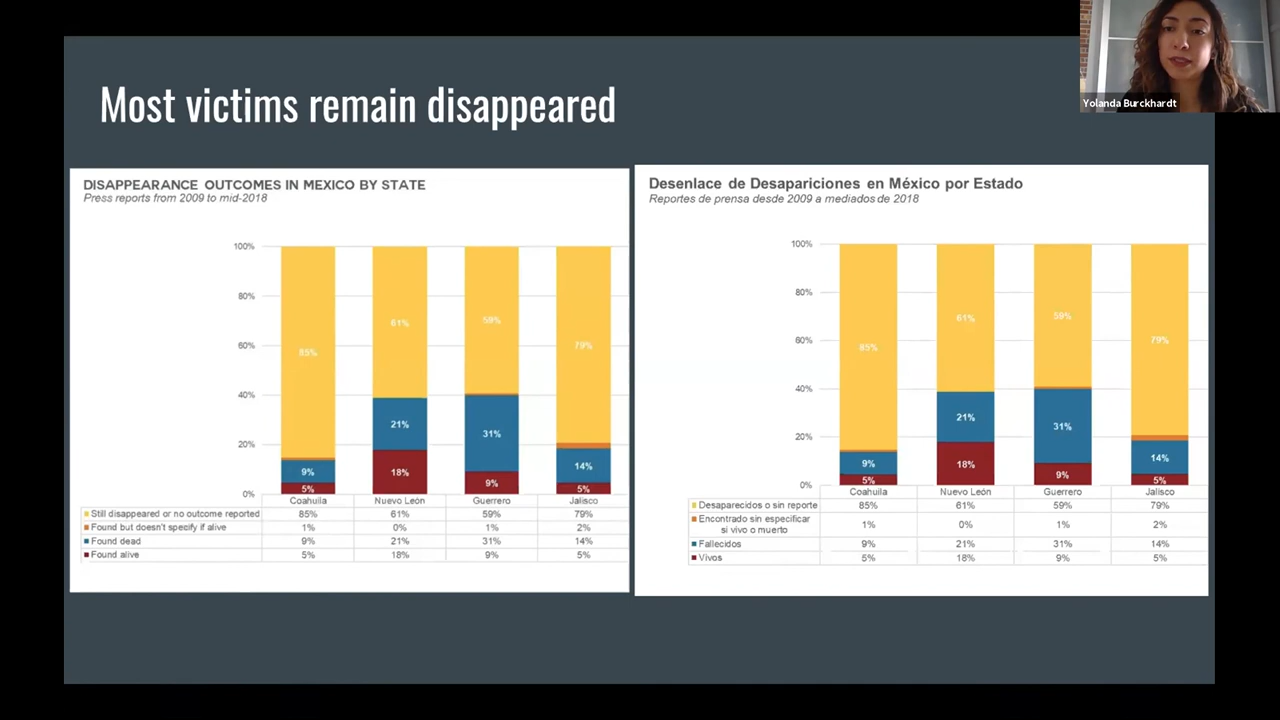 Yolanda Burckhardt
Most victims remain disappeared
DISAPPEARANCE OUTCOMES IN MEXICO BY STATE
Press reports from 2009 to mid-2018
100%
80%
60%
40%
20%
0%
85% 61% 59% 79%
9% 21% 31% 14%
5% 18% 9% 5%
Coahuila Nuevo León Guerrero Jalisco
Still disappeared or no outcome reported 85% 61% 59% 79%
Found but doesn't specify if alive 1% 0% 1% 2%
Found dead 9% 21% 31% 14%
Found alive 5% 18% 9% 5%
Desenlace de Desapariciones en México por Estado
Reportes de prensa desde 2009 a mediados de 2018
100%
80%
60%
40%
20%
0%
85% 61% 59% 79%
9% 21% 31% 14%
5% 18% 9% 5%
Coahuila Nuevo León Guerrero Jalisco
Desaparecidos o sin reporte 85% 61% 59% 79%
Encontrado sin especificar
si vivo o muerto 1% 0% 1% 2%
Fallecidos 9% 21% 31% 14%
Vivos 5% 18% 9% 5%